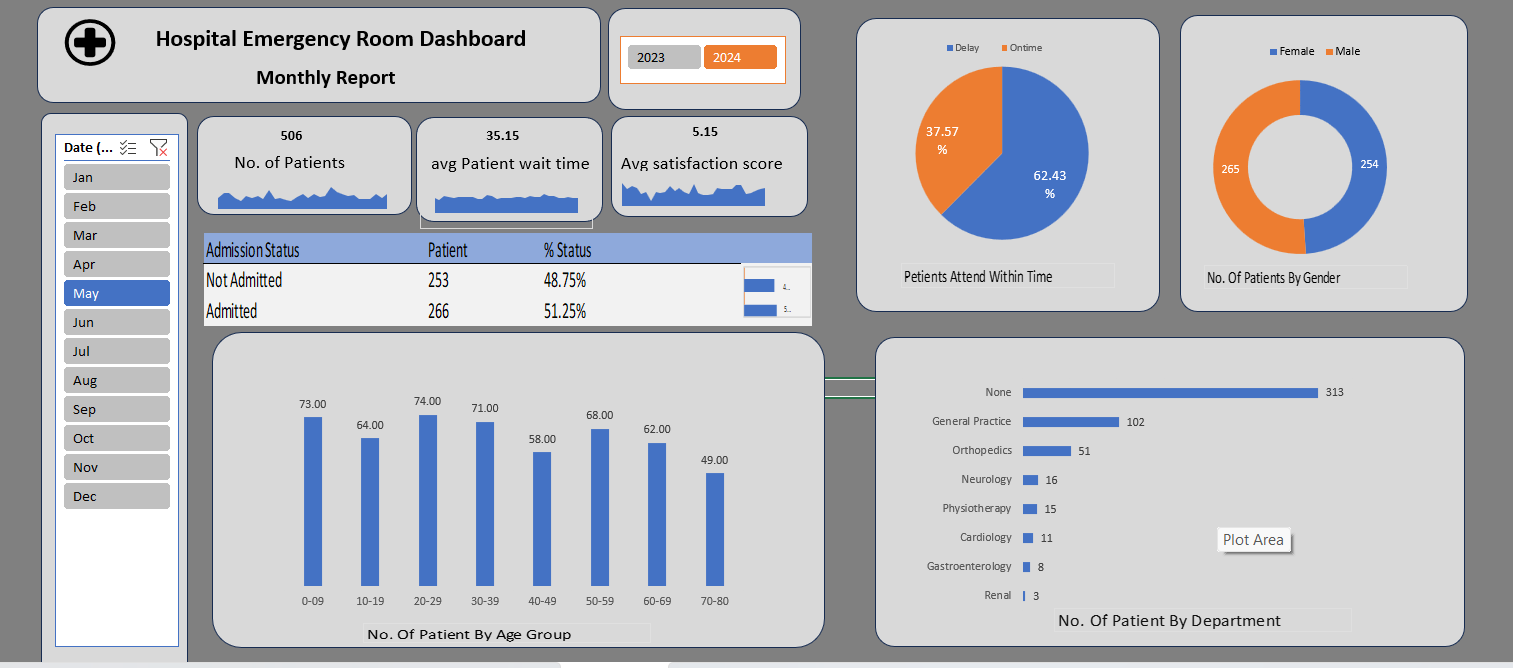 Hospital Emergency Room Dashboard
Monthly Report
2023
2024
Date (...
Jan
Feb
Mar
Apr
May
Jun
Jul
Aug
Sep
Oct
Nov
Dec
506
No. of Patients
35.15
avg Patient wait time
5.15
Avg satisfaction score
Admission Status Patient % Status
Not Admitted 253 48.75%
Admitted 266 51.25%
4..
5..
Delay Ontime
37.57
%
62.43
%
Petients Attend Within Time
Female Male
265
254
No. Of Patients By Gender
73.00
64.00
74.00
71.00
58.00
68.00
62.00
49.00
0-09 10-19 20-29 30-39 40-49 50-59 60-69 70-80
No. Of Patient By Age Group
None 313
General Practice 102
Orthopedics 51
Neurology 16
Physiotherapy 15
Cardiology 11
Gastroenterology 8
Renal 3
Plot Area
No. Of Patient By Department